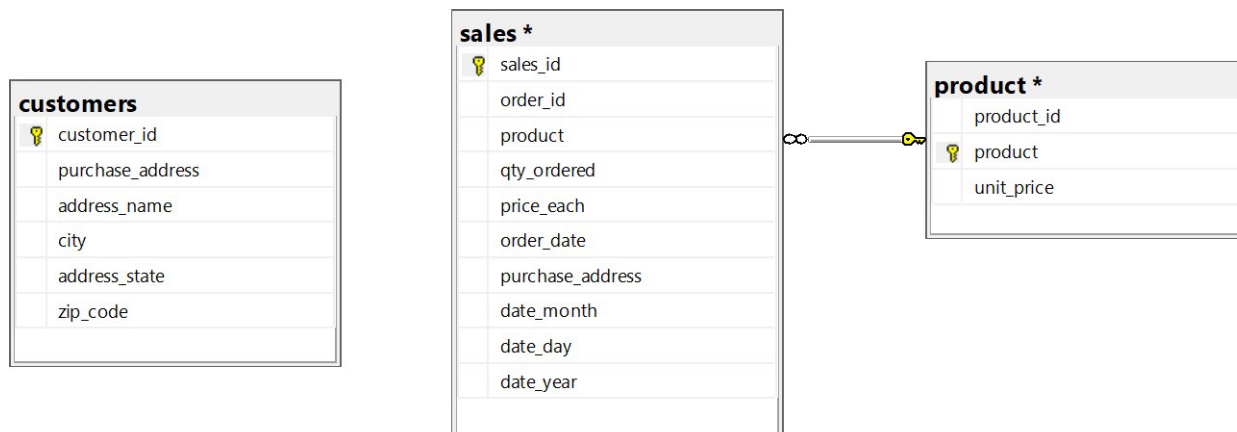 customers
customer_id
purchase_address
address_name
city
address_state
zip_code
sales *
sales_id
order_id
product
qty_ordered
price_each
order_date
purchase_address
date_month
date_day
date_year
product *
product_id
product
unit_price